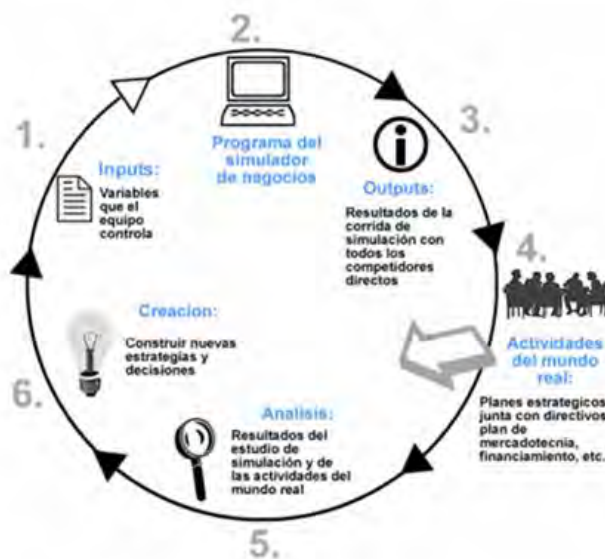 1.
Inputs:
Variables
que el
equipo
controla
2.
Programa del
simulador
de negocios
3.
Outputs:
Resultados de la
corrida de
simulación con
todos los
competidores
directos
4.
Actividades
del mundo
real:
Planes estrategicos
junta con directivos
plan de
mercadotecnia,
financiamiento, etc.
5.
Analisis:
Resultados del
estudio de
simulación y de
las actividades del
mundo real
6.
Creacion:
Construir nuevas
estrategias y
decisiones